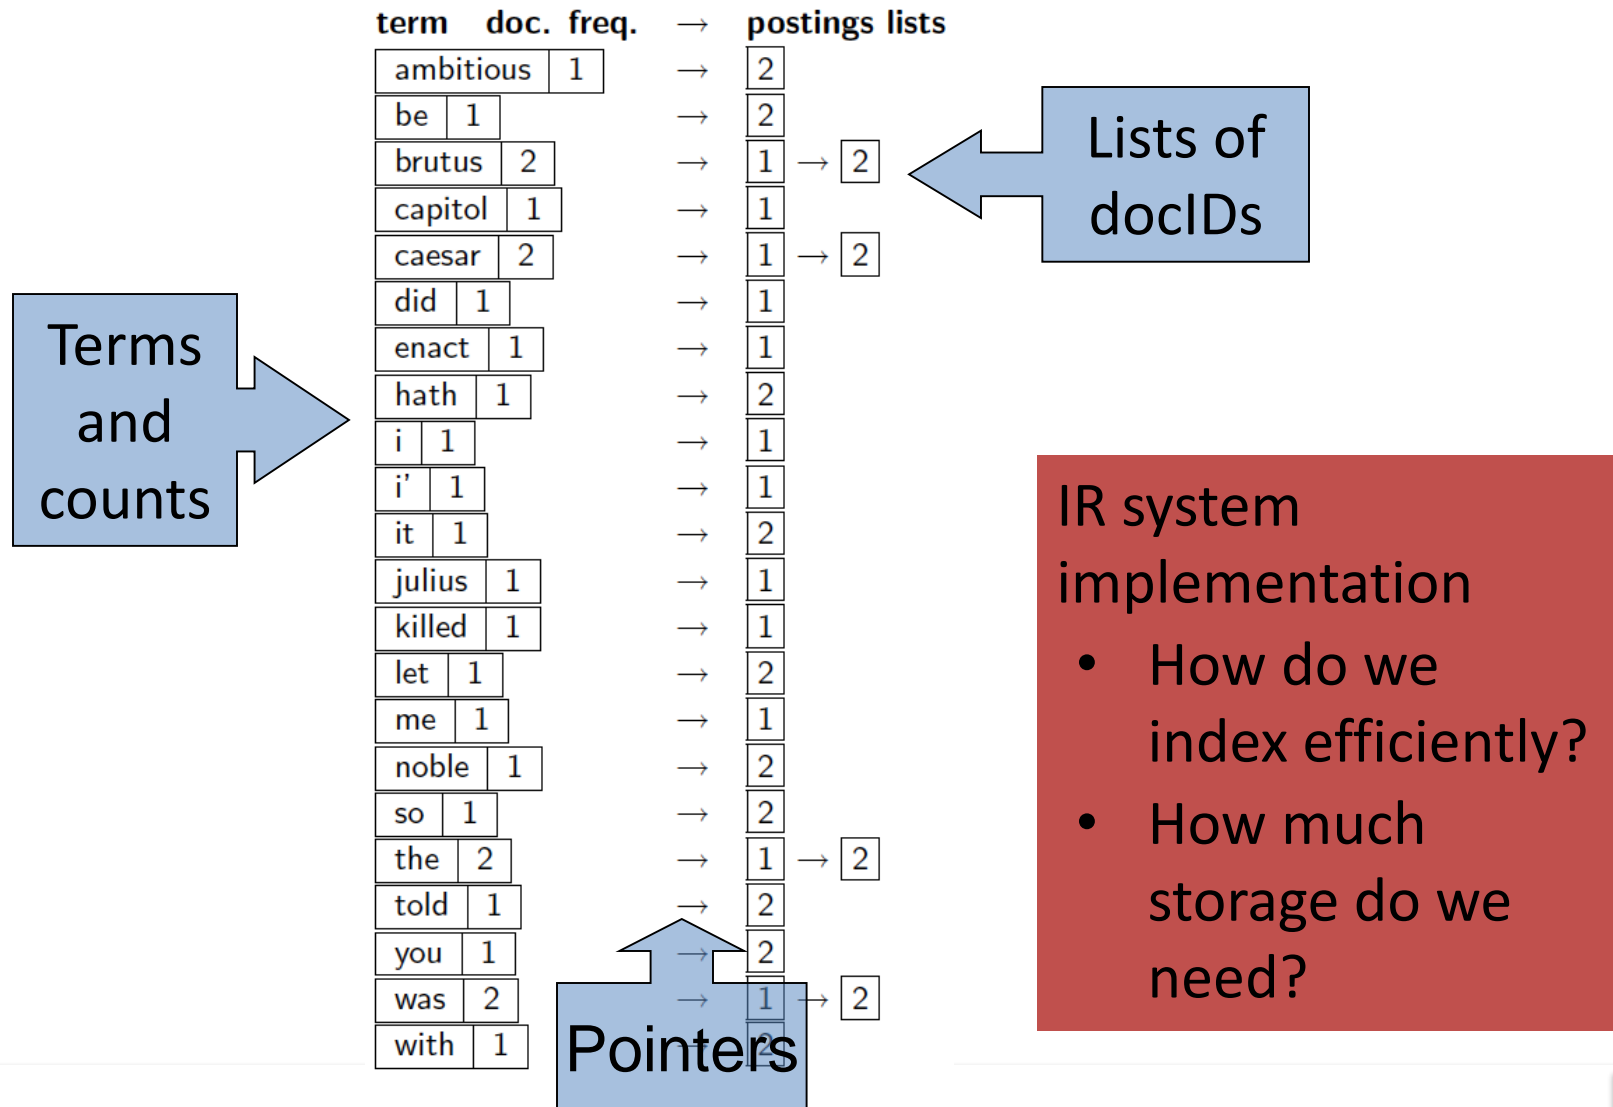 term doc. freq. → postings lists
ambitious 1 → 2
be 1 → 2
brutus 2 → 1 → 2
capitol 1 → 1
caesar 2 → 1 → 2
did 1 → 1
enact 1 → 1
hath 1 → 2
i 1 → 1
i' 1 → 1
it 1 → 2
julius 1 → 1
killed 1 → 1
let 1 → 2
me 1 → 1
noble 1 → 2
so 1 → 2
the 2 → 1 → 2
told 1 → 2
you 1 → 2
was 2 → 1 → 2
with 1 → 2
Lists of
docIDs
Terms
and
counts
Pointers
IR system
implementation
• How do we
index efficiently?
• How much
storage do we
need?